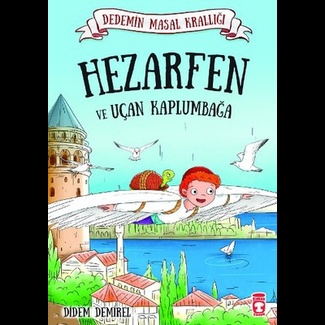 DEDEMİN MASAL KRALLIĞI
HEZARFEN
VE UÇAN KAPLUMBAĞA
DİDEM DEMİREL